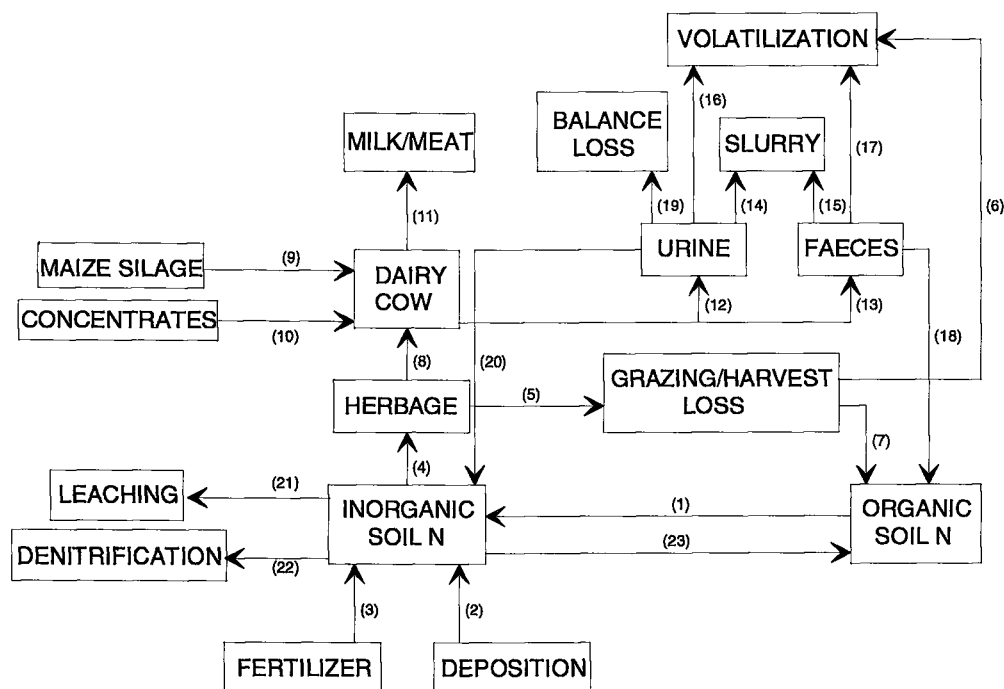 VOLATILIZATION
(16)
BALANCE
LOSS
SLURRY
(17)
MILK/MEAT
(6)
(11)
(19)
(14)
(15)
MAIZE SILAGE
(9)
DAIRY
COW
URINE
FAECES
CONCENTRATES
(10)
(12)
(13)
(8)
(20)
(18)
HERBAGE
(5)
GRAZING/HARVEST
LOSS
(7)
(4)
LEACHING
(21)
INORGANIC
SOIL N
(1)
ORGANIC
SOIL N
DENITRIFICATION
(22)
(23)
(3)
(2)
FERTILIZER
DEPOSITION